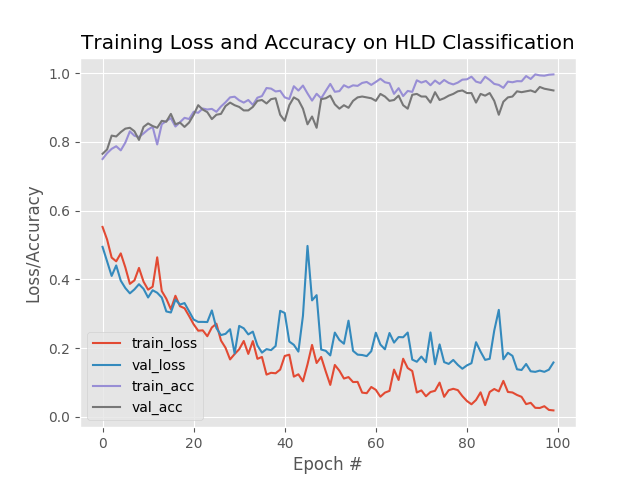 Training Loss and Accuracy on HLD Classification
1.0
0.8
0.6
0.4
0.2
0.0
Loss/Accuracy
train_loss
val_loss
train_acc
val_acc
0 20 40 60 80 100
Epoch #